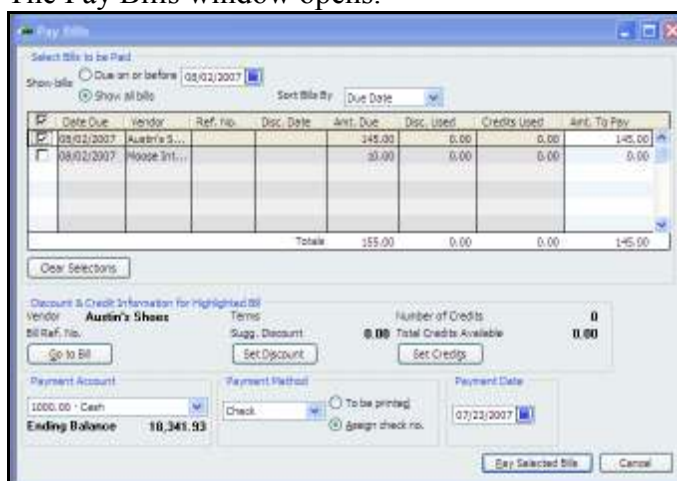 The Pay Bills window opens.
Pay Bills
Select Bills to be Paid
Show bills Due on or before 08/02/2007
Show all bills Sort Bills By Due Date
Date Due Vendor Ref. No. Disc. Date Amt. Due Disc. Used Credits Used Amt. To Pay
08/02/2007 Austin's S... 145.00 0.00 0.00 145.00
08/02/2007 Moose Int... 10.00 0.00 0.00 0.00
Totals 155.00 0.00 0.00 145.00
Clear Selections
Discount & Credit Information for Highlighted Bill
Vendor Austin's Shoes Terms Number of Credits 0
Bill Ref. No. Sugg. Discount 0.00 Total Credits Available 0.00
Go to Bill Set Discount Set Credits
Payment Account Payment Method Payment Date
1000.00 · Cash Check To be printed 07/23/2007
Ending Balance 18,341.93 Assign check no.
Pay Selected Bills Cancel